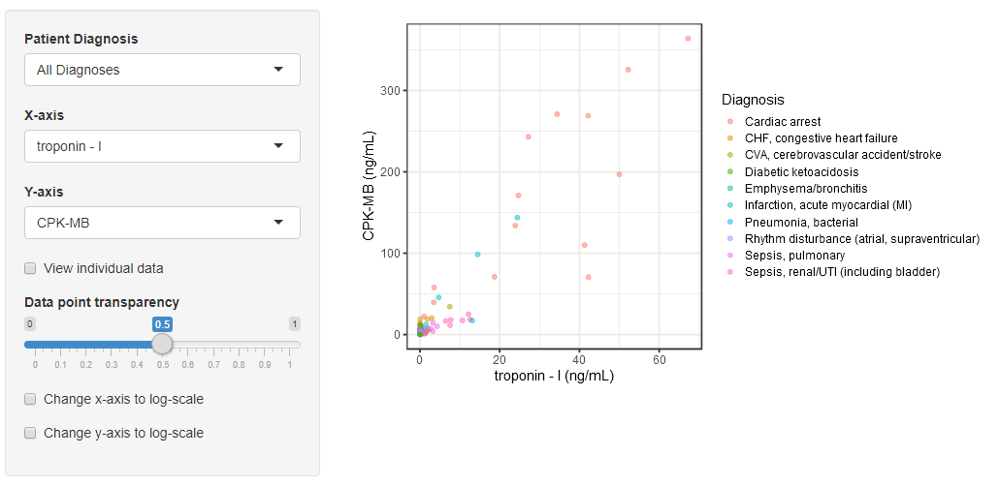 Patient Diagnosis
All Diagnoses
X-axis
troponin - I
Y-axis
CPK-MB
View individual data
Data point transparency
0 0.5 1
0 0.1 0.2 0.3 0.4 0.5 0.6 0.7 0.8 0.9 1
Change x-axis to log-scale
Change y-axis to log-scale
CPK-MB (ng/mL)
300
200
100
0
0 20 40 60
troponin - I (ng/mL)
Diagnosis
Cardiac arrest
CHF, congestive heart failure
CVA, cerebrovascular accident/stroke
Diabetic ketoacidosis
Emphysema/bronchitis
Infarction, acute myocardial (MI)
Pneumonia, bacterial
Rhythm disturbance (atrial, supraventricular)
Sepsis, pulmonary
Sepsis, renal/UTI (including bladder)